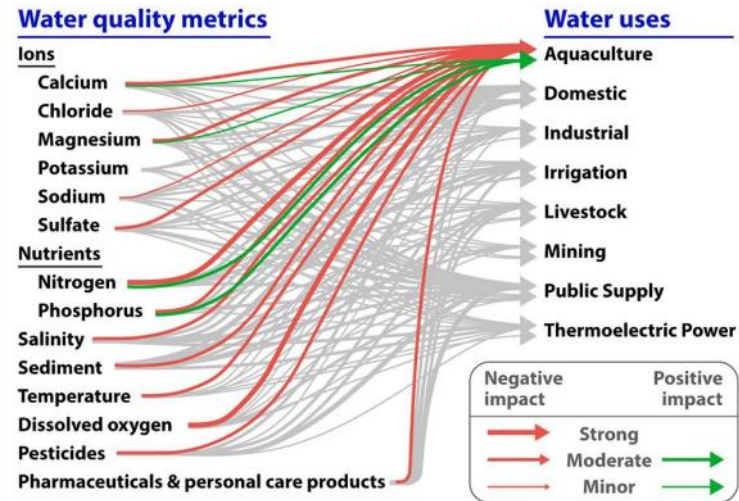 Water quality metrics
Ions
Calcium
Chloride
Magnesium
Potassium
Sodium
Sulfate
Nutrients
Nitrogen
Phosphorus
Salinity
Sediment
Temperature
Dissolved oxygen
Pesticides
Pharmaceuticals & personal care products
Water uses
Aquaculture
Domestic
Industrial
Irrigation
Livestock
Mining
Public Supply
Thermoelectric Power
Negative impact
Positive impact
Strong
Moderate
Minor